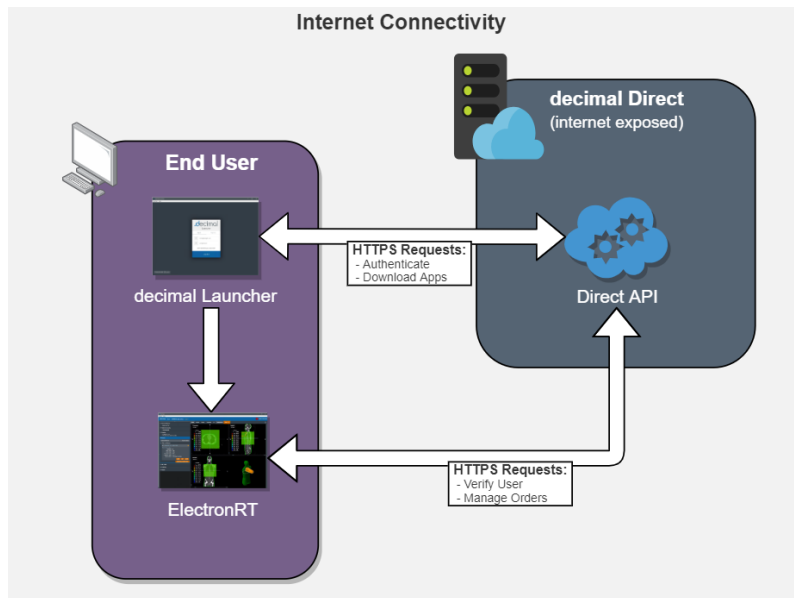 Internet Connectivity
decimal Direct
(internet exposed)
End User
decimal
HTTPS Requests:
- Authenticate
- Download Apps
decimal Launcher
Direct API
HTTPS Requests:
- Verify User
- Manage Orders
ElectronRT